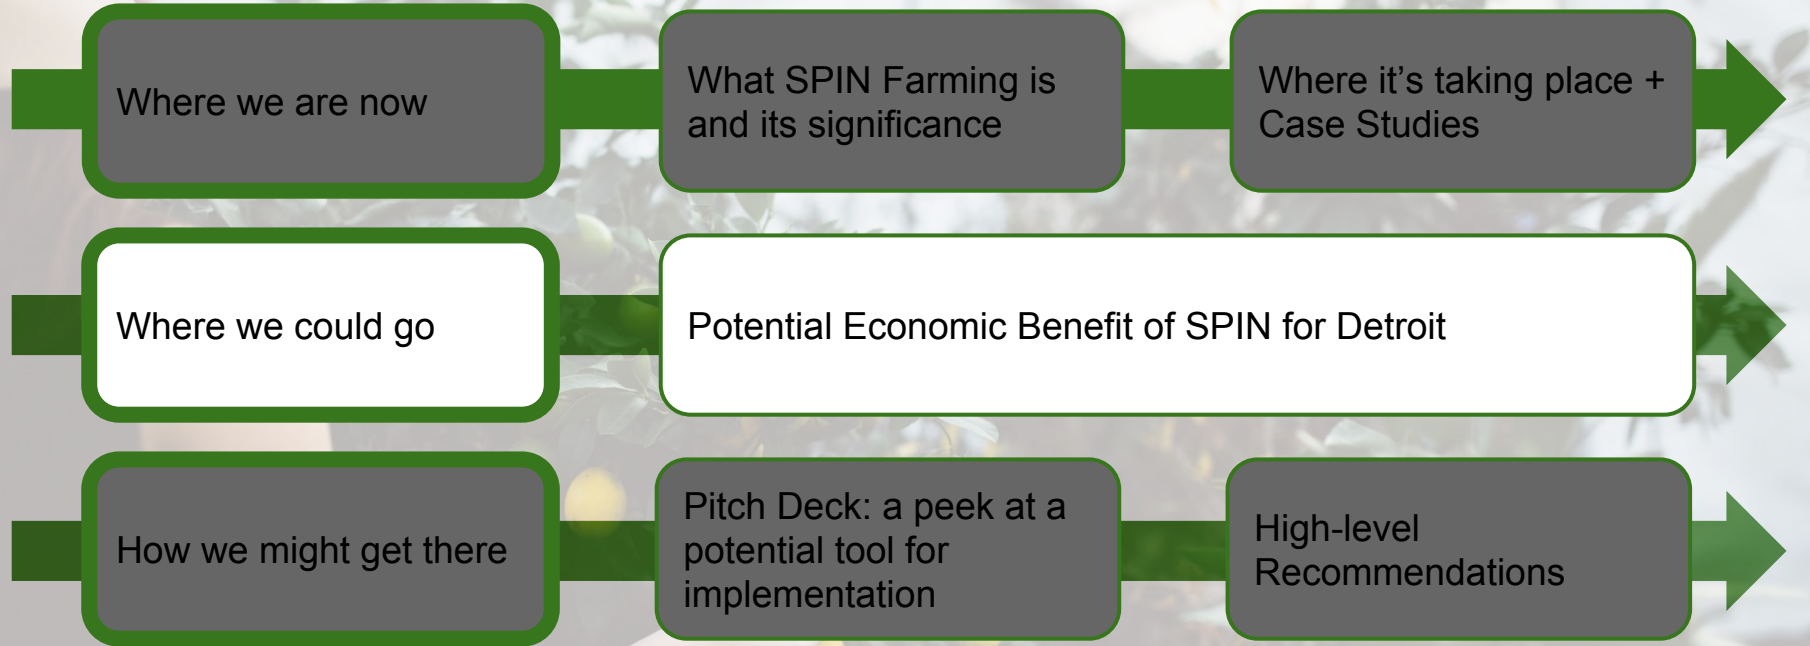 Where we are now
What SPIN Farming is
and its significance
Where it's taking place +
Case Studies
Where we could go
Potential Economic Benefit of SPIN for Detroit
How we might get there
Pitch Deck: a peek at a
potential tool for
implementation
High-level
Recommendations